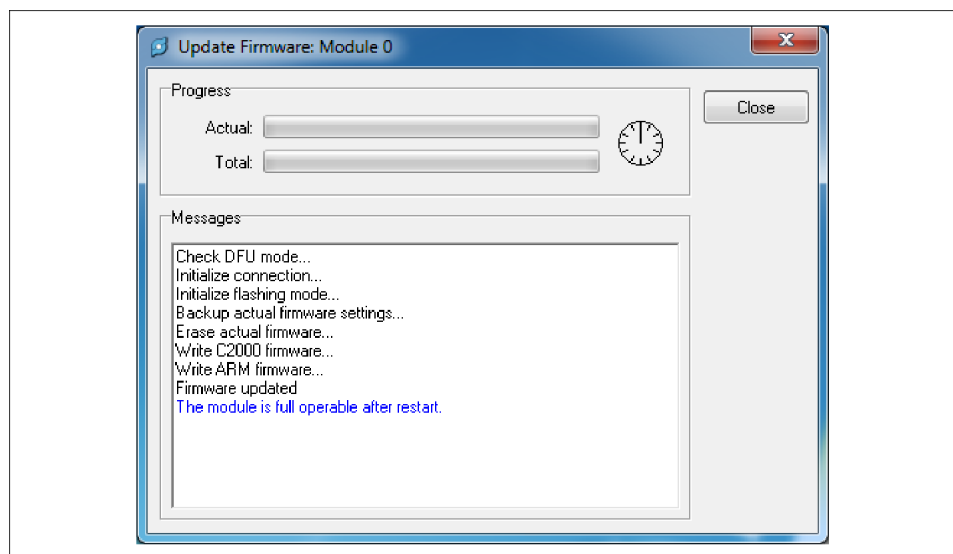 Update Firmware: Module 0
Progress
Close
Actual:
Total:
Messages
Check DFU mode...
Initialize connection...
Initialize flashing mode...
Backup actual firmware settings...
Erase actual firmware...
Write C2000 firmware...
Write ARM firmware...
Firmware updated
The module is full operable after restart.